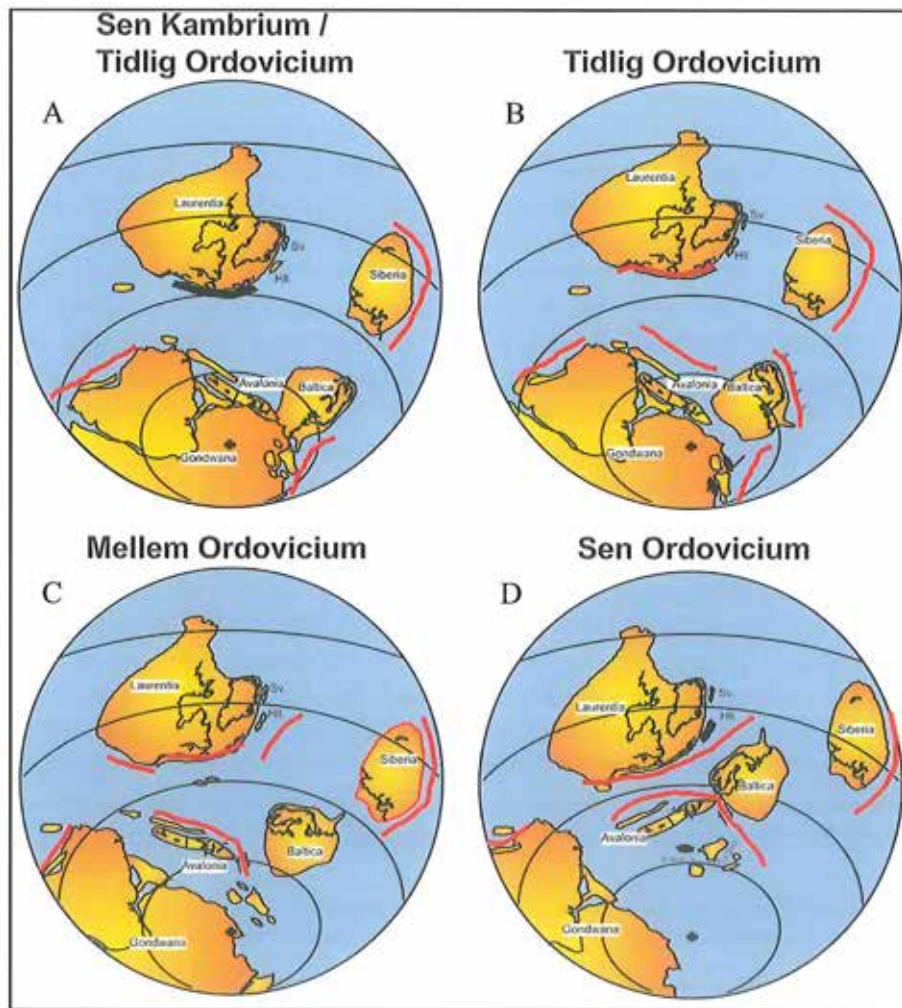 Sen Kambrium /
Tidlig Ordovicium
A
Laurentia
Sv.
Hit.
Siberia
Avalonia
Baltica
Gondwana
Tidlig Ordovicium
B
Laurentia
Sv.
Hit.
Siberia
Avalonia
Baltica
Gondwana
Mellem Ordovicium
C
Laurentia
Sv.
Hit.
Siberia
Avalonia
Baltica
Gondwana
Sen Ordovicium
D
Laurentia
Sv.
Hit.
Siberia
Baltica
Avalonia
Gondwana